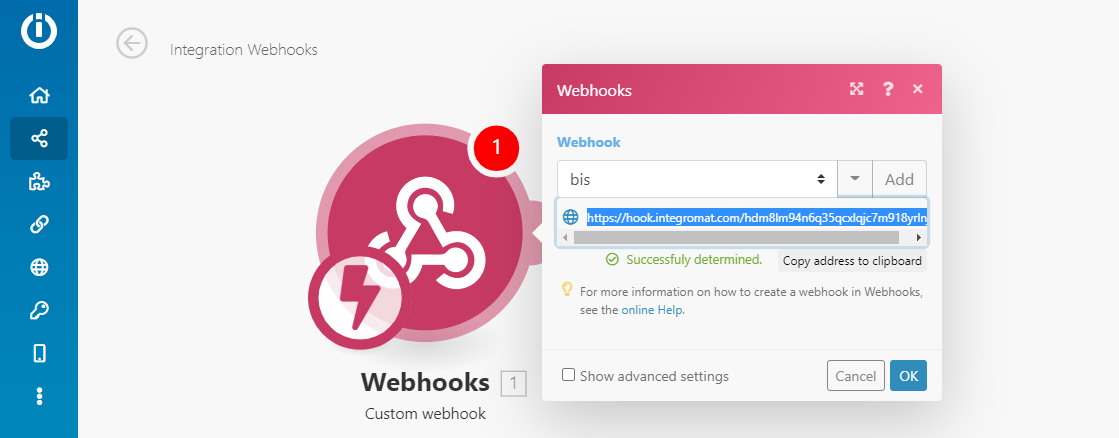 Integration Webhooks
Webhooks
?
Webhook
1
bis
Add
https://hook.integromat.com/hdm8lm94n6q35qcxlqjc7m918yrln
Successfuly determined.
Copy address to clipboard
For more information on how to create a webhook in Webhooks,
see the online Help.
Webhooks 1
Custom webhook
Show advanced settings
Cancel
OK